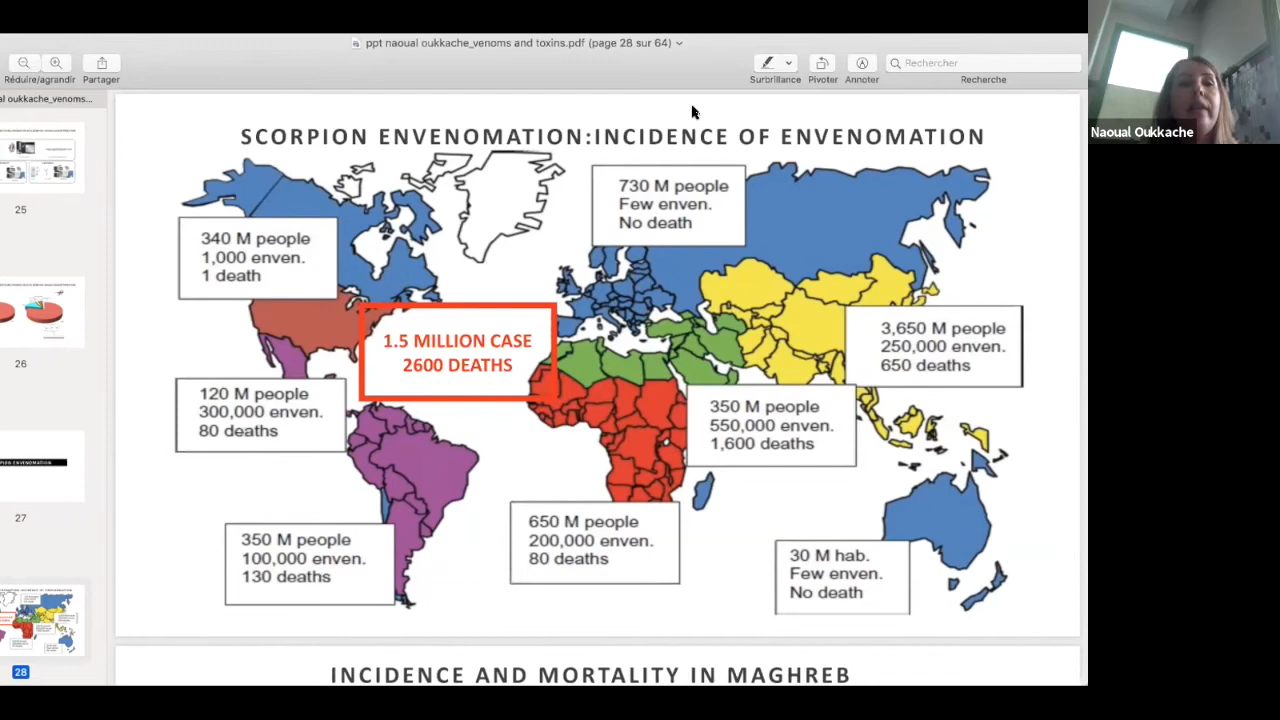 ppt naoual oukkache_venoms and toxins.pdf (page 28 sur 64)
Réduire/agrandir
Partager
Surbrillance
Pivoter
Annoter
Rechercher
Recherche
al oukkache_venoms...
25
26
27
28
Naoual Oukkache
SCORPION ENVENOMATION:INCIDENCE OF ENVENOMATION
730 M people
Few enven.
No death
340 M people
1,000 enven.
1 death
1.5 MILLION CASE
2600 DEATHS
3,650 M people
250,000 enven.
650 deaths
120 M people
300,000 enven.
80 deaths
350 M people
550,000 enven.
1,600 deaths
350 M people
100,000 enven.
130 deaths
650 M people
200,000 enven.
80 deaths
30 M hab.
Few enven.
No death
INCIDENCE AND MORTALITY IN MAGHREB